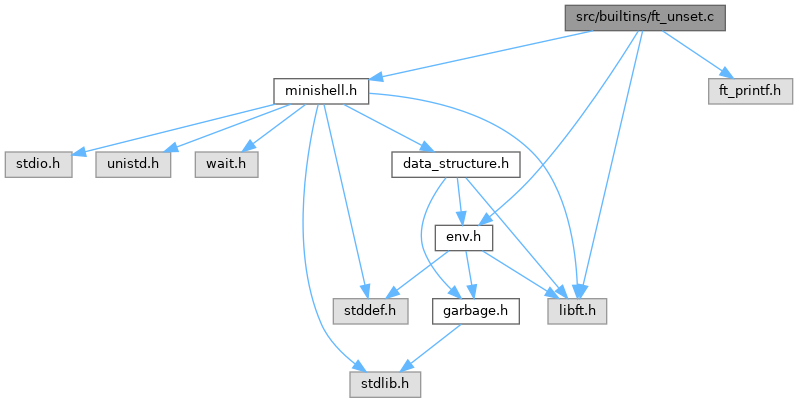 src/builtins/ft_unset.c
minishell.h
ft_printf.h
stdio.h
unistd.h
wait.h
data_structure.h
env.h
stddef.h
garbage.h
libft.h
stdlib.h